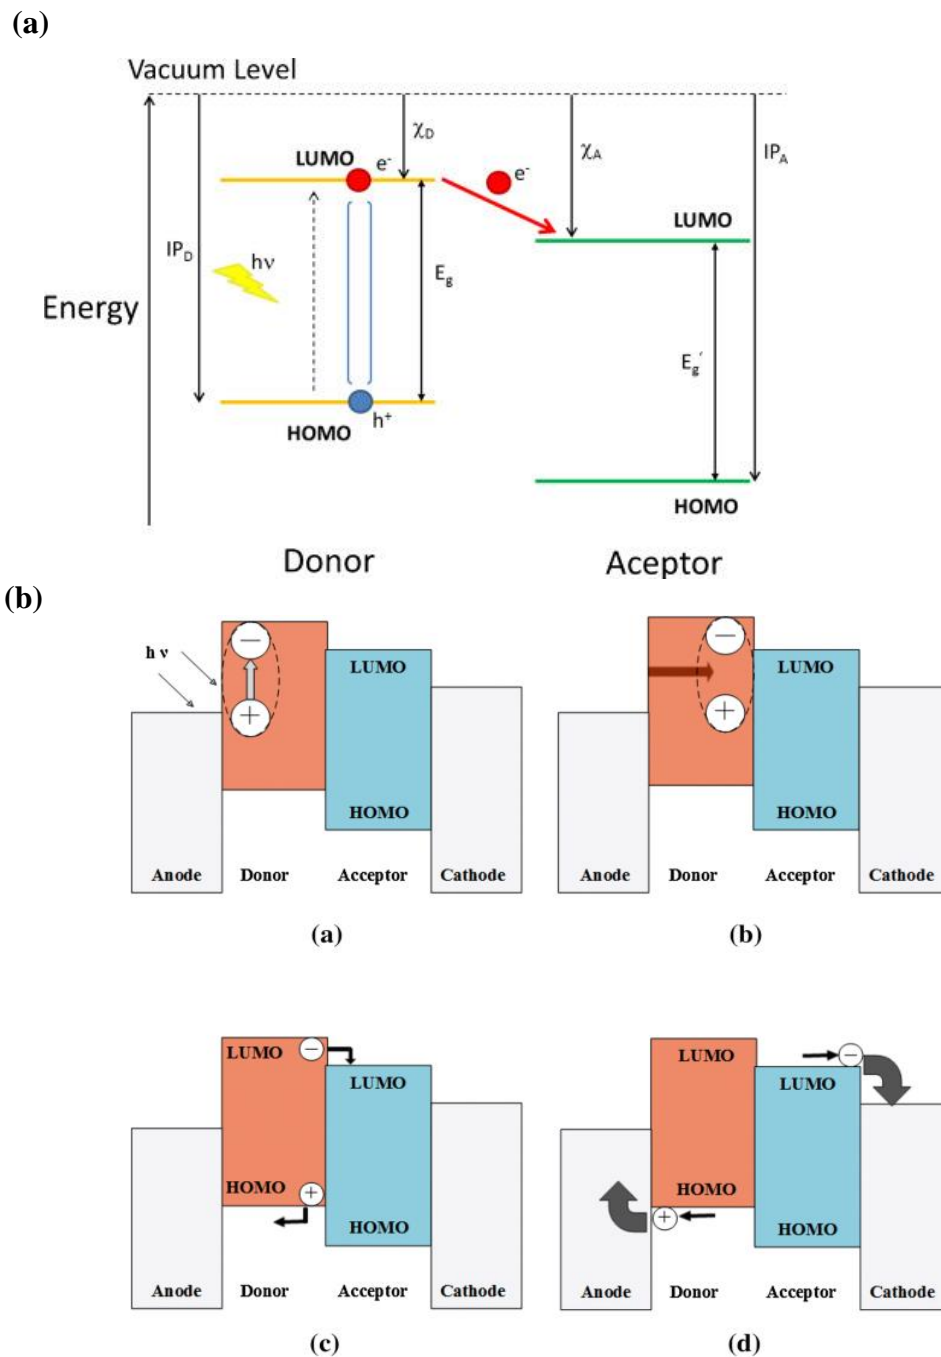 (a)
Vacuum Level
χD
LUMO
e-
e-
χA
IPA
LUMO
IPD
hν
Eg
Energy
Eg′
h+
HOMO
HOMO
Donor
Aceptor
(b)
h ν
−
+
LUMO
HOMO
Anode
Donor
Acceptor
Cathode
(a)
−
+
LUMO
HOMO
Anode
Donor
Acceptor
Cathode
(b)
LUMO
−
LUMO
HOMO
+
HOMO
Anode
Donor
Acceptor
Cathode
(c)
LUMO
−
LUMO
HOMO
+
HOMO
Anode
Donor
Acceptor
Cathode
(d)